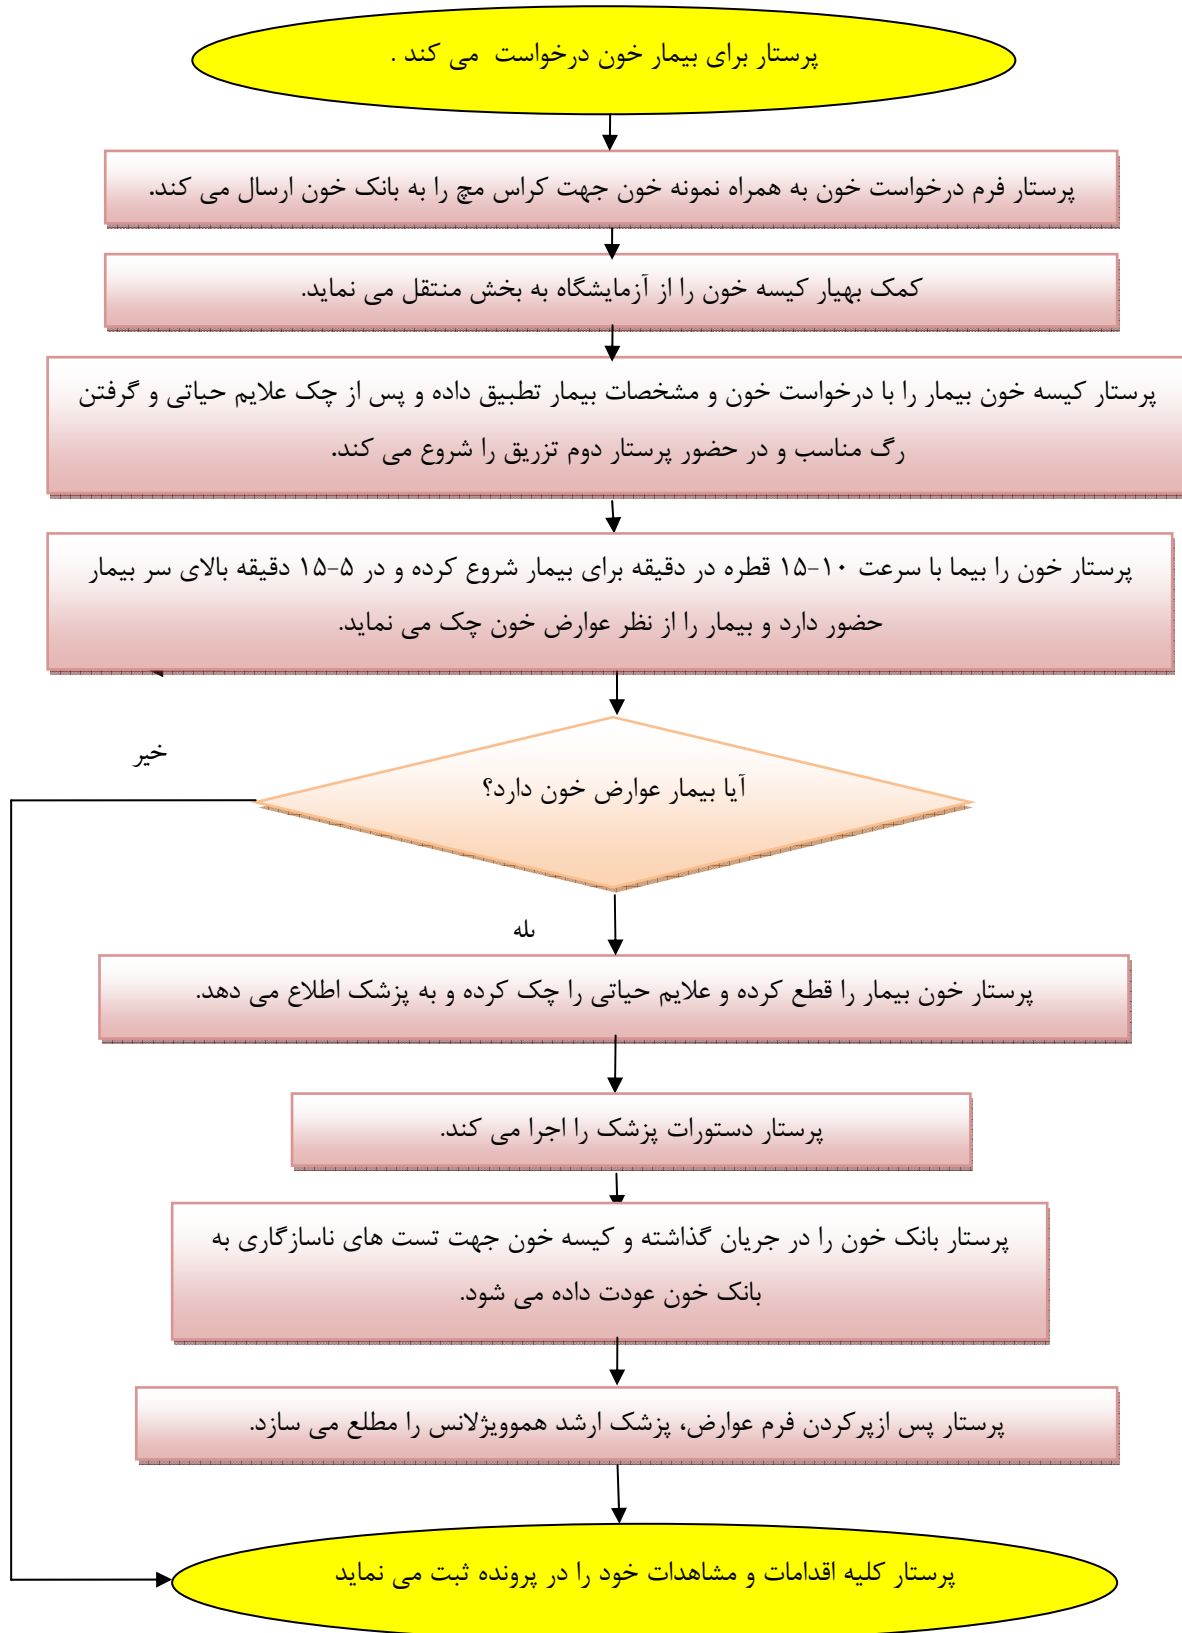 پرستار برای بیمار خون درخواست می کند .
پرستار فرم درخواست خون به همراه نمونه خون جهت کراس مچ را به بانک خون ارسال می کند.
کمک بهیار کیسه خون را از آزمایشگاه به بخش منتقل می نماید.
پرستار کیسه خون بیمار را با درخواست خون و مشخصات بیمار تطبیق داده و پس از چک علایم حیاتی و گرفتن
رگ مناسب و در حضور پرستار دوم تزریق را شروع می کند.
پرستار خون را بیما با سرعت ۱۰-۱۵ قطره در دقیقه برای بیمار شروع کرده و در ۵-۱۵ دقیقه بالای سر بیمار
حضور دارد و بیمار را از نظر عوارض خون چک می نماید.
خیر
آیا بیمار عوارض خون دارد؟
بله
پرستار خون بیمار را قطع کرده و علایم حیاتی را چک کرده و به پزشک اطلاع می دهد.
پرستار دستورات پزشک را اجرا می کند.
پرستار بانک خون را در جریان گذاشته و کیسه خون جهت تست های ناسازگاری به
بانک خون عودت داده می شود.
پرستار پس ازپرکردن فرم عوارض، پزشک ارشد هموویژلانس را مطلع می سازد.
پرستار کلیه اقدامات و مشاهدات خود را در پرونده ثبت می نماید